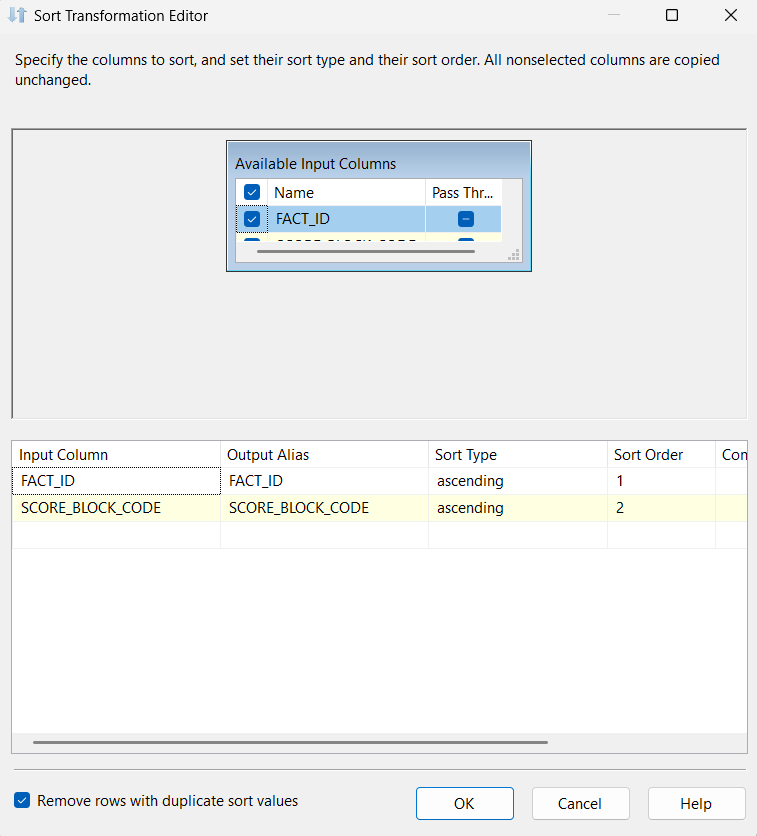 Sort Transformation Editor
Specify the columns to sort, and set their sort type and their sort order. All nonselected columns are copied
unchanged.
Available Input Columns
Name Pass Thr...
FACT_ID
SCORE_BLOCK_CODE
Input Column Output Alias Sort Type Sort Order Con
FACT_ID FACT_ID ascending 1
SCORE_BLOCK_CODE SCORE_BLOCK_CODE ascending 2
Remove rows with duplicate sort values
OK Cancel Help